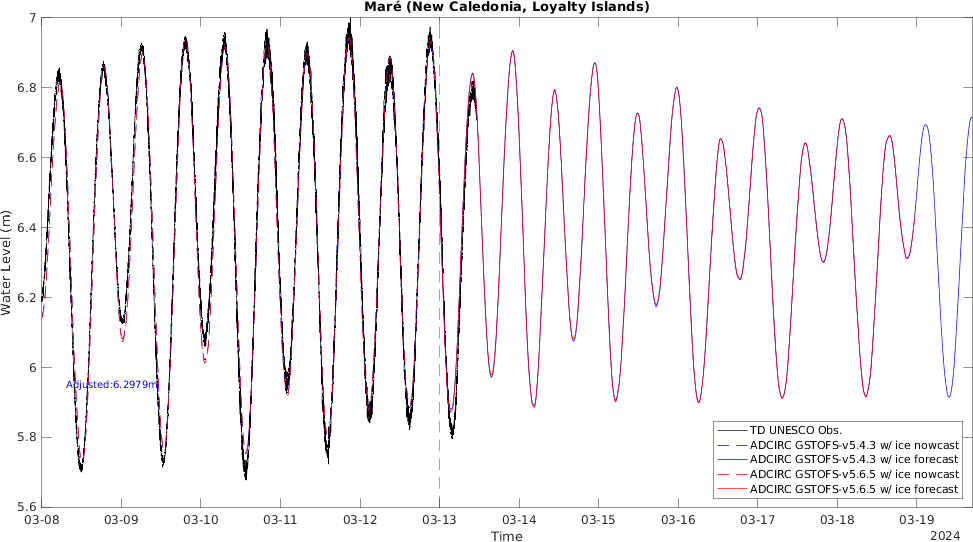 Maré (New Caledonia, Loyalty Islands)
7
6.8
6.6
6.4
6.2
6
5.8
5.6
Water Level (m)
Adjusted:6.2979m
TD UNESCO Obs.
ADCIRC GSTOFS-v5.4.3 w/ ice nowcast
ADCIRC GSTOFS-v5.4.3 w/ ice forecast
ADCIRC GSTOFS-v5.6.5 w/ ice nowcast
ADCIRC GSTOFS-v5.6.5 w/ ice forecast
03-08 03-09 03-10 03-11 03-12 03-13 03-14 03-15 03-16 03-17 03-18 03-19
Time
2024